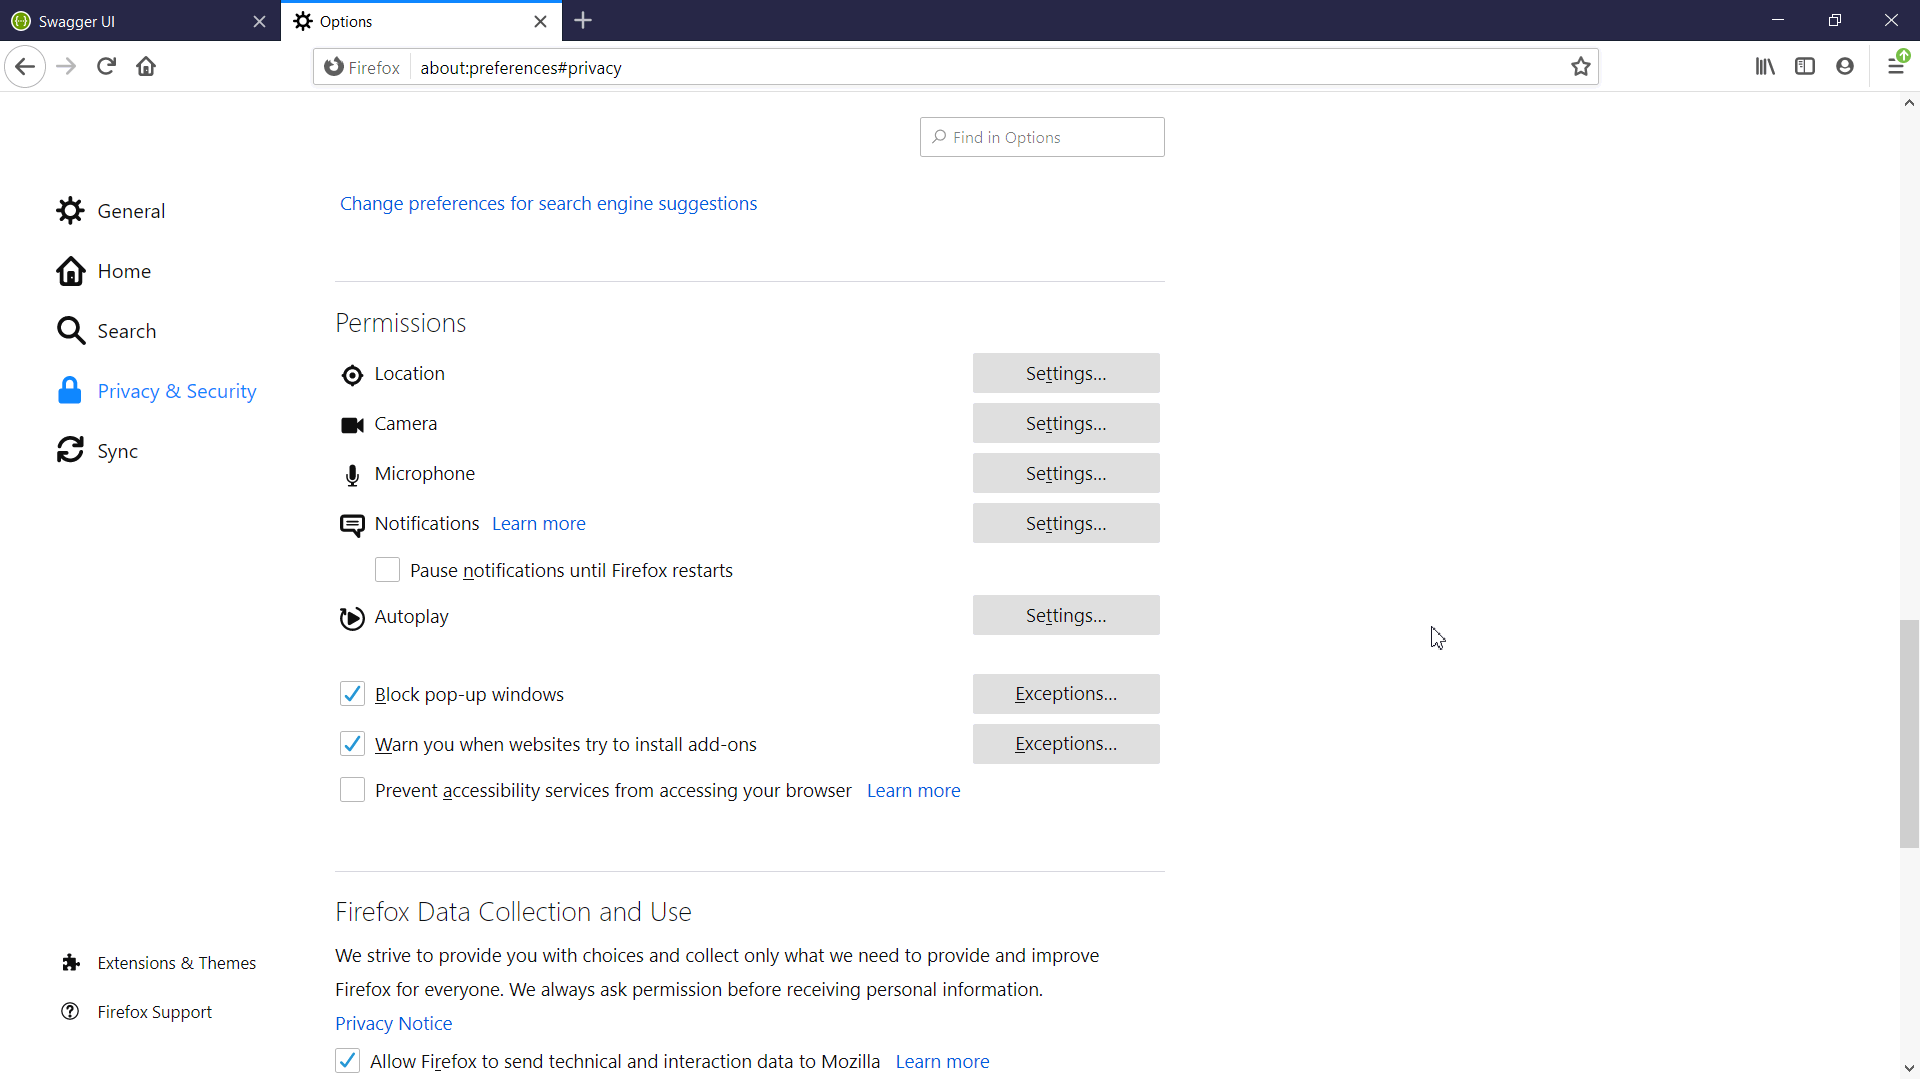 Swagger UI
Options
Firefox
about:preferences#privacy
Find in Options
General
Home
Search
Privacy & Security
Sync
Extensions & Themes
Firefox Support
Change preferences for search engine suggestions
Permissions
Location Settings...
Camera Settings...
Microphone Settings...
Notifications Learn more Settings...
Pause notifications until Firefox restarts
Autoplay Settings...
Block pop-up windows Exceptions...
Warn you when websites try to install add-ons Exceptions...
Prevent accessibility services from accessing your browser Learn more
Firefox Data Collection and Use
We strive to provide you with choices and collect only what we need to provide and improve
Firefox for everyone. We always ask permission before receiving personal information.
Privacy Notice
Allow Firefox to send technical and interaction data to Mozilla Learn more